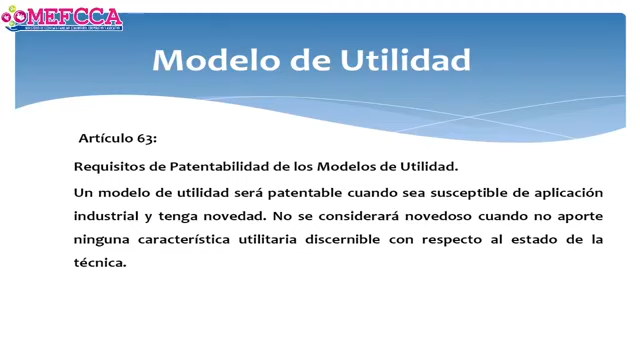 MEFCCA
Modelo de Utilidad
Artículo 63:
Requisitos de Patentabilidad de los Modelos de Utilidad.
Un modelo de utilidad será patentable cuando sea susceptible de aplicación
industrial y tenga novedad. No se considerará novedoso cuando no aporte
ninguna característica utilitaria discernible con respecto al estado de la
técnica.